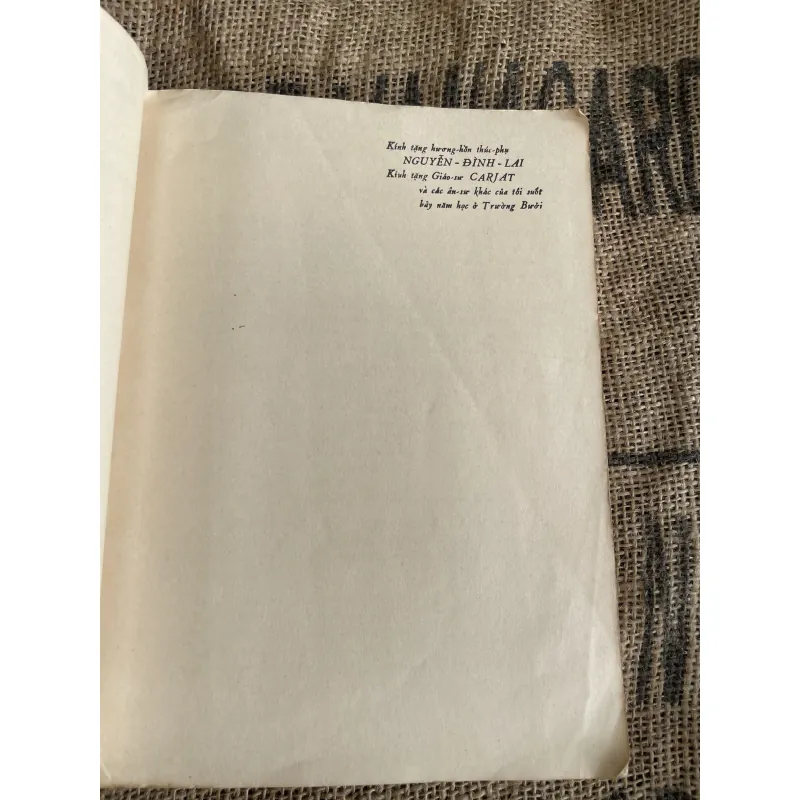 Kính tặng hương-hồn thúc-phụ
NGUYỄN - ĐÌNH - LAI
Kính tặng Giáo-sư CARJAT
và các ân-sư khác của tôi suốt
bảy năm học ở Trường Bưởi